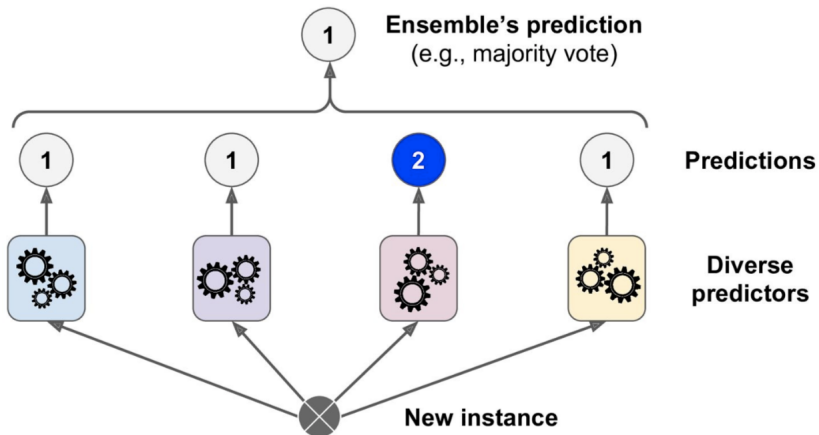 1
Ensemble's prediction
(e.g., majority vote)
1 1 2 1 Predictions
Diverse
predictors
New instance